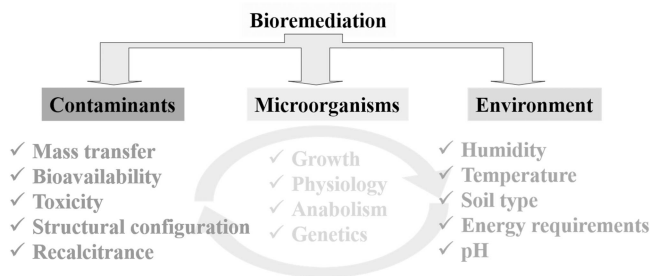 Bioremediation
Contaminants
Microorganisms
Environment
✓ Mass transfer
✓ Bioavailability
✓ Toxicity
✓ Structural configuration
✓ Recalcitrance
✓ Growth
✓ Physiology
✓ Anabolism
✓ Genetics
✓ Humidity
✓ Temperature
✓ Soil type
✓ Energy requirements
✓ pH